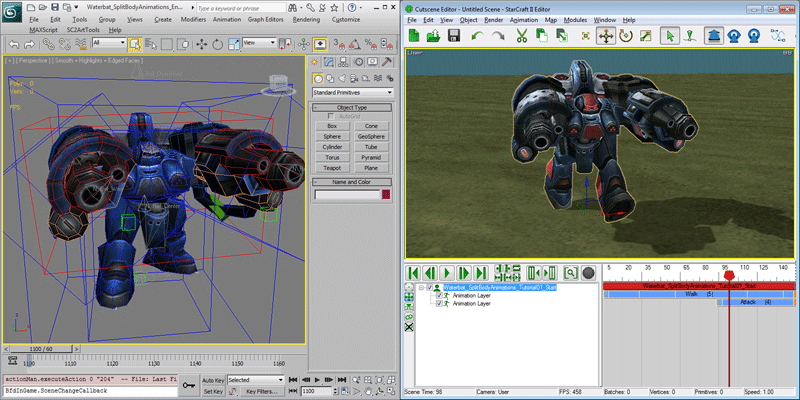 Waterbat_SplitBodyAnimations_En...
Edit Tools Group Views Create Modifiers Animation Graph Editors Rendering Customize
MAXScript SC2ArtTools Help
All
View
[ + ] [ Perspective ] [ Smooth + Highlights + Edged Faces ]
FPS:
Standard Primitives
Object Type
AutoGrid
Box Cone
Sphere GeoSphere
Cylinder Tube
Torus Pyramid
Teapot Plane
Name and Color
1100 / 60
1100 1110 1120 1130 1140 1150 1160
actionMan.executeAction 0 "204" -- File: Last Fi
BfdInGame.SceneChangeCallback
Auto Key Selected
Set Key Key Filters...
1100
Cutscene Editor - Untitled Scene - StarCraft II Editor
File Edit View Object Render Animation Map Window Help
5 20 35 50 65 80 95 110 125 140
Waterbat_SplitBodyAnimations_Tutorial01_Start
Waterbat_SplitBodyAnimations_Tutorial01_Start
Animation Layer
Walk (5)
Animation Layer
Attack (4)
Scene Time: 98 Camera: User FPS: 458 Batches: 0 Vertices: 0 Primitives: 0 Speed: 1.00